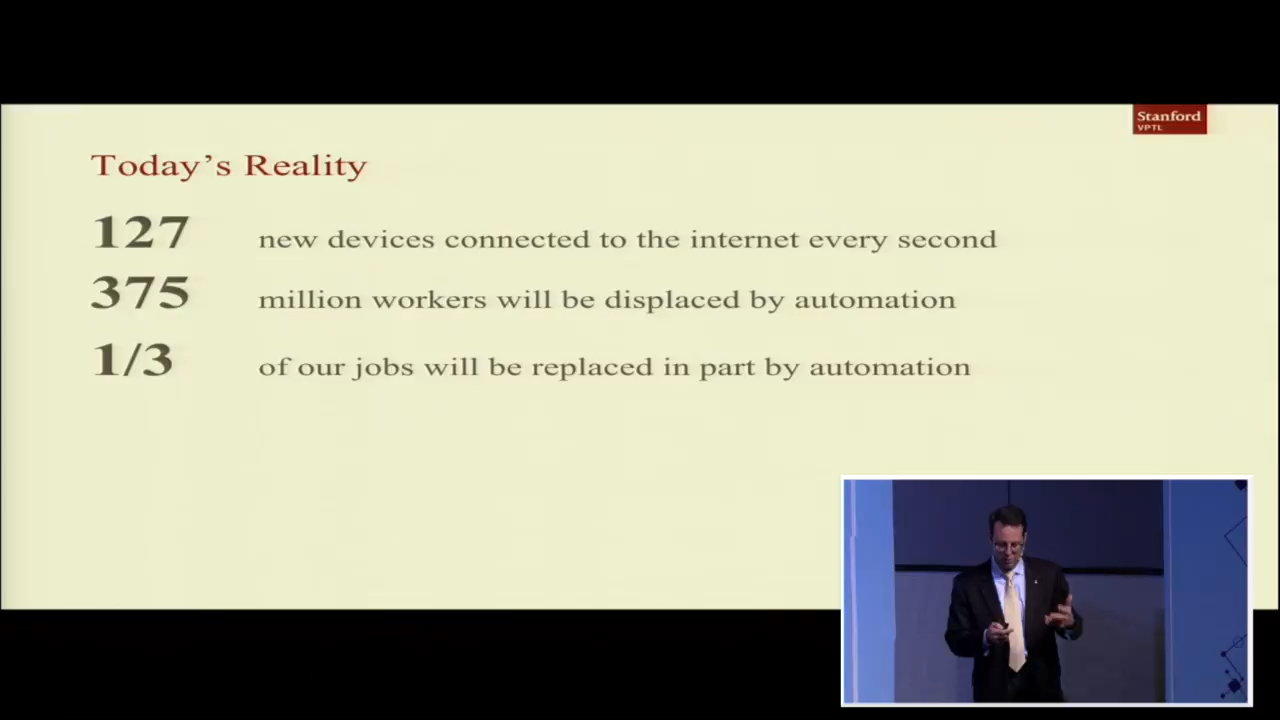 Stanford
VPTL
Today's Reality
127 new devices connected to the internet every second
375 million workers will be displaced by automation
1/3 of our jobs will be replaced in part by automation